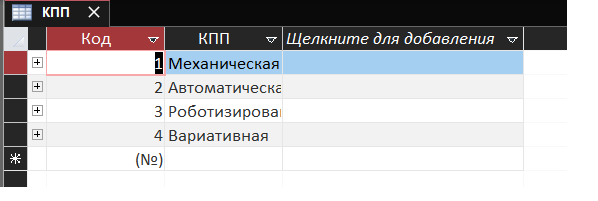 КПП
Код КПП Щелкните для добавления
1 Механическая
2 Автоматическа
3 Роботизирова
4 Вариативная
(№)